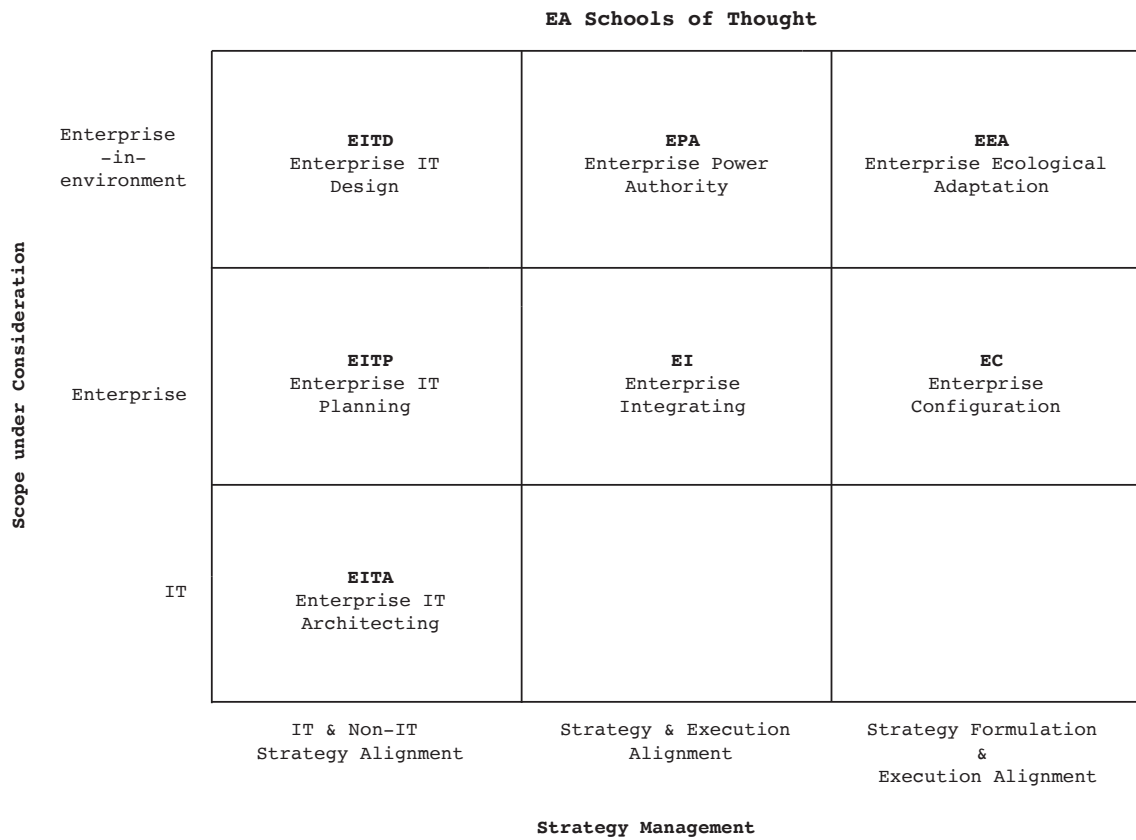 EA Schools of Thought
Scope under Consideration
Enterprise
-in-
environment
EITD
Enterprise IT
Design
EPA
Enterprise Power
Authority
EEA
Enterprise Ecological
Adaptation
Enterprise
EITP
Enterprise IT
Planning
EI
Enterprise
Integrating
EC
Enterprise
Configuration
IT
EITA
Enterprise IT
Architecting
IT & Non-IT
Strategy Alignment
Strategy & Execution
Alignment
Strategy Formulation
&
Execution Alignment
Strategy Management